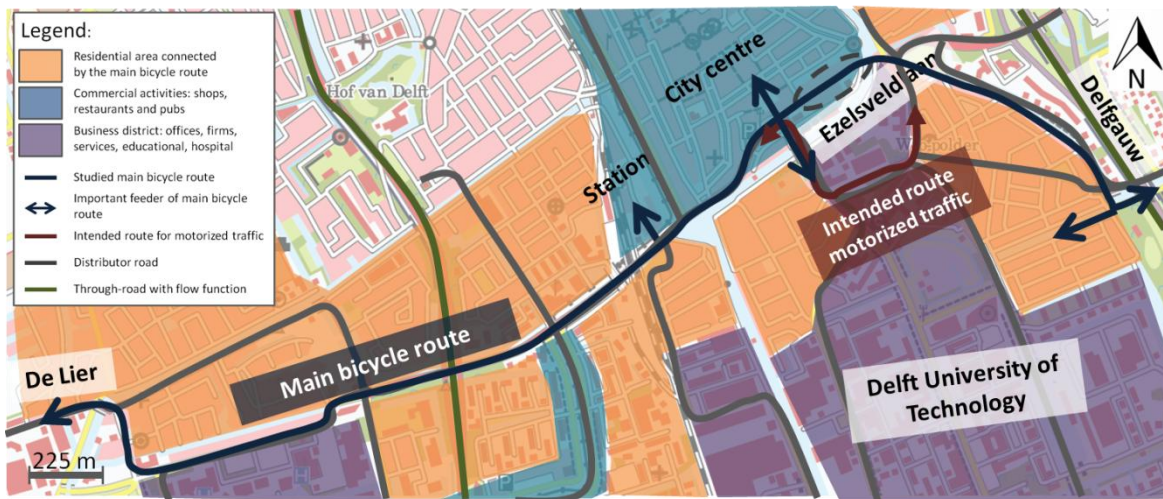 Legend:
Residential area connected
by the main bicycle route
Commercial activities: shops,
restaurants and pubs
Business district: offices, firms,
services, educational, hospital
Studied main bicycle route
Important feeder of main bicycle
route
Intended route for motorized traffic
Distributor road
Through-road with flow function
Hof van Delft
City centre
Station
Ezelsveldlaan
Delfgauw
N
Intended route
motorized traffic
Main bicycle route
De Lier
Delft University of
Technology
225 m
P
P